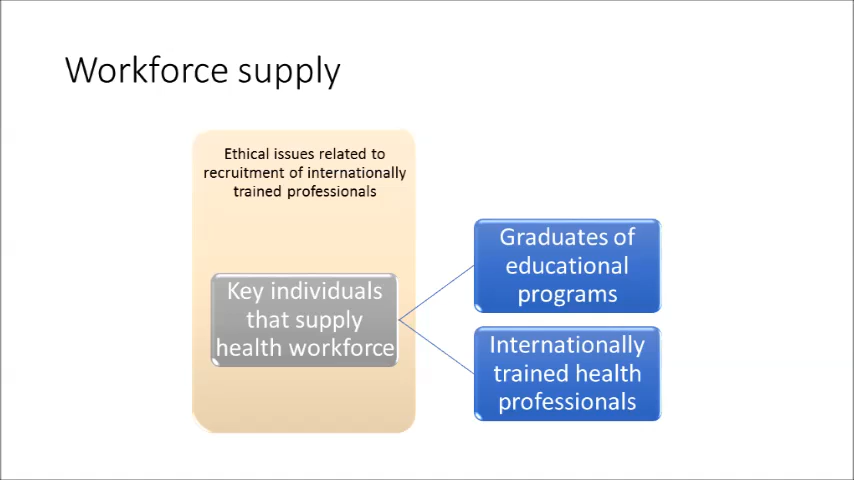 Workforce supply
Ethical issues related to
recruitment of internationally
trained professionals
Key individuals
that supply
health workforce
Graduates of
educational
programs
Internationally
trained health
professionals